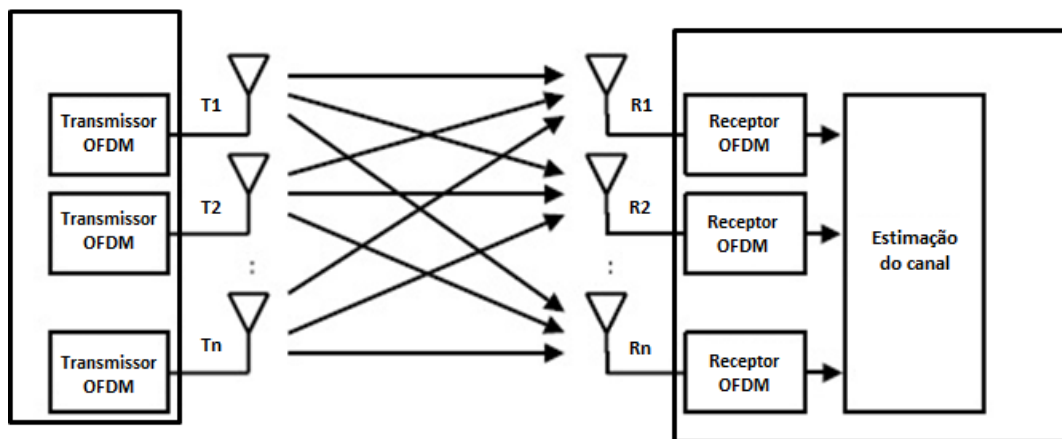 Transmissor
OFDM
T1
R1
Receptor
OFDM
Transmissor
OFDM
T2
R2
Receptor
OFDM
Estimação
do canal
:
:
Transmissor
OFDM
Tn
Rn
Receptor
OFDM